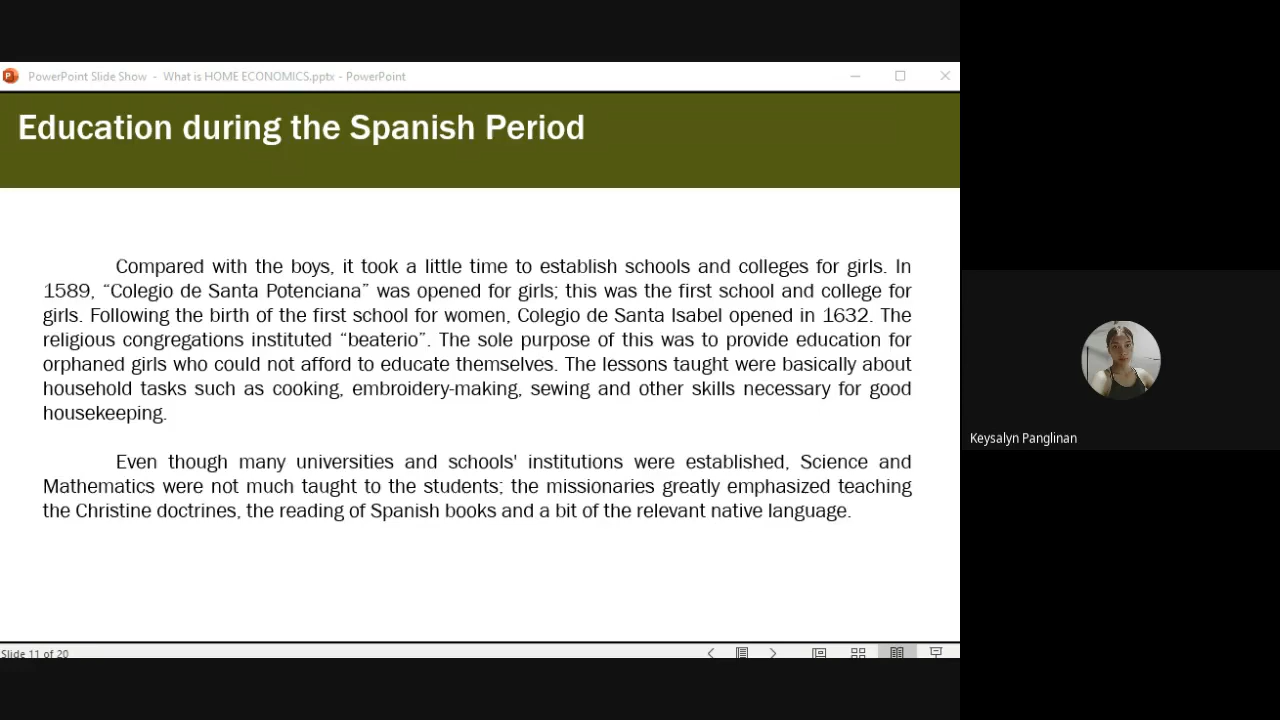 PowerPoint Slide Show - What is HOME ECONOMICS.pptx - PowerPoint
Education during the Spanish Period
Compared with the boys, it took a little time to establish schools and colleges for girls. In
1589, “Colegio de Santa Potenciana” was opened for girls; this was the first school and college for
girls. Following the birth of the first school for women, Colegio de Santa Isabel opened in 1632. The
religious congregations instituted “beaterio”. The sole purpose of this was to provide education for
orphaned girls who could not afford to educate themselves. The lessons taught were basically about
household tasks such as cooking, embroidery-making, sewing and other skills necessary for good
housekeeping.
Even though many universities and schools' institutions were established, Science and
Mathematics were not much taught to the students; the missionaries greatly emphasized teaching
the Christine doctrines, the reading of Spanish books and a bit of the relevant native language.
Keysalyn Panglinan
Slide 11 of 20